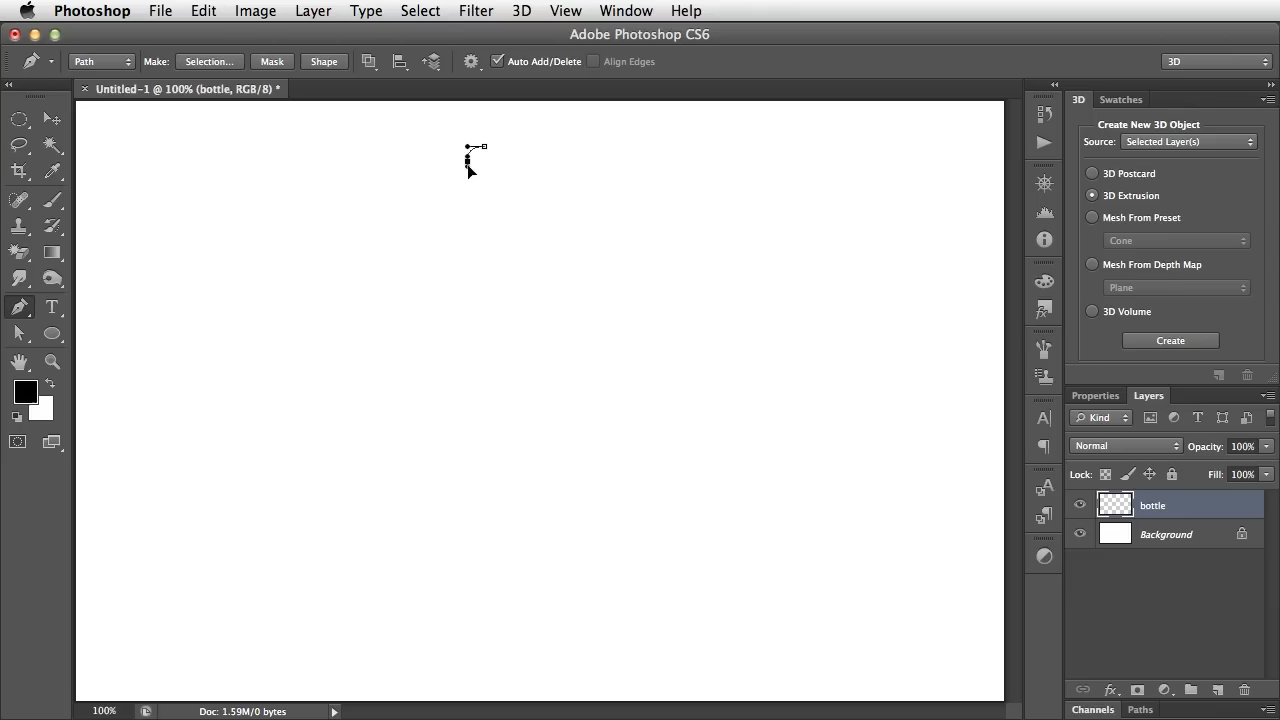 Photoshop File Edit Image Layer Type Select Filter 3D View Window Help
Adobe Photoshop CS6
Path Make: Selection... Mask Shape Auto Add/Delete Align Edges 3D
Untitled-1 @ 100% (bottle, RGB/8) *
3D Swatches
Create New 3D Object
Source: Selected Layer(s)
3D Postcard
3D Extrusion
Mesh From Preset
Cone
Mesh From Depth Map
Plane
3D Volume
Create
Properties Layers
Kind
Normal Opacity: 100%
Lock: Fill: 100%
bottle
Background
100% Doc: 1.59M/0 bytes
Channels Paths